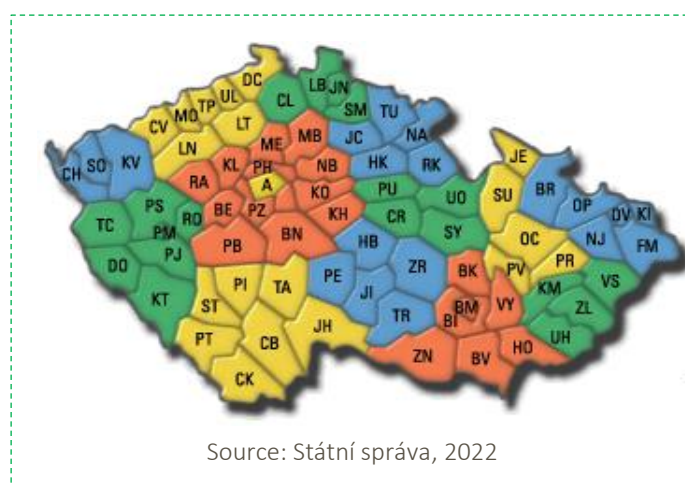 DC
LB
JN
CL
SM
UL
TP
MO
CV
LT
TU
LN
ME
MB
JC
NA
CH
SO
KV
KL
PH
NB
HK
RK
JE
RA
A
KO
PU
UO
SU
BR
OP
DV
KI
PS
RO
BE
PZ
KH
CR
TC
PM
PJ
PB
BN
HB
SY
OC
NJ
FM
DO
PR
PV
VS
KT
ST
PI
TA
PE
ZR
BK
KM
JI
BM
VY
ZL
PT
CB
JH
TR
BI
UH
CK
ZN
BV
HO
Source: Státní správa, 2022